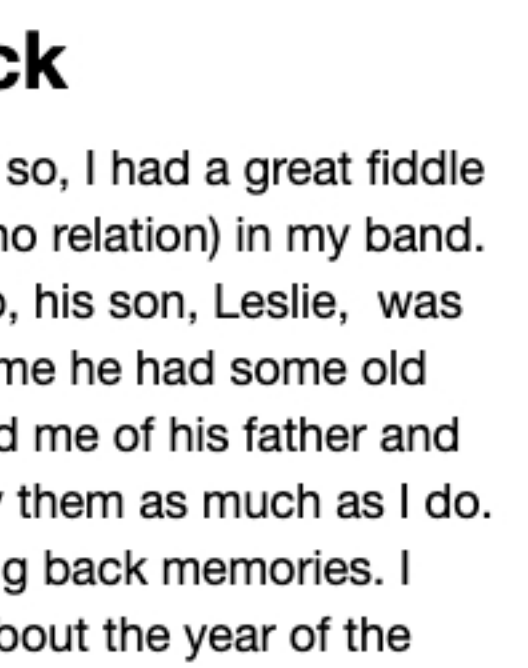 ck
so, I had a great fiddle
no relation) in my band.
o, his son, Leslie,  was
me he had some old
d me of his father and
y them as much as I do.
g back memories. I
bout the year of the